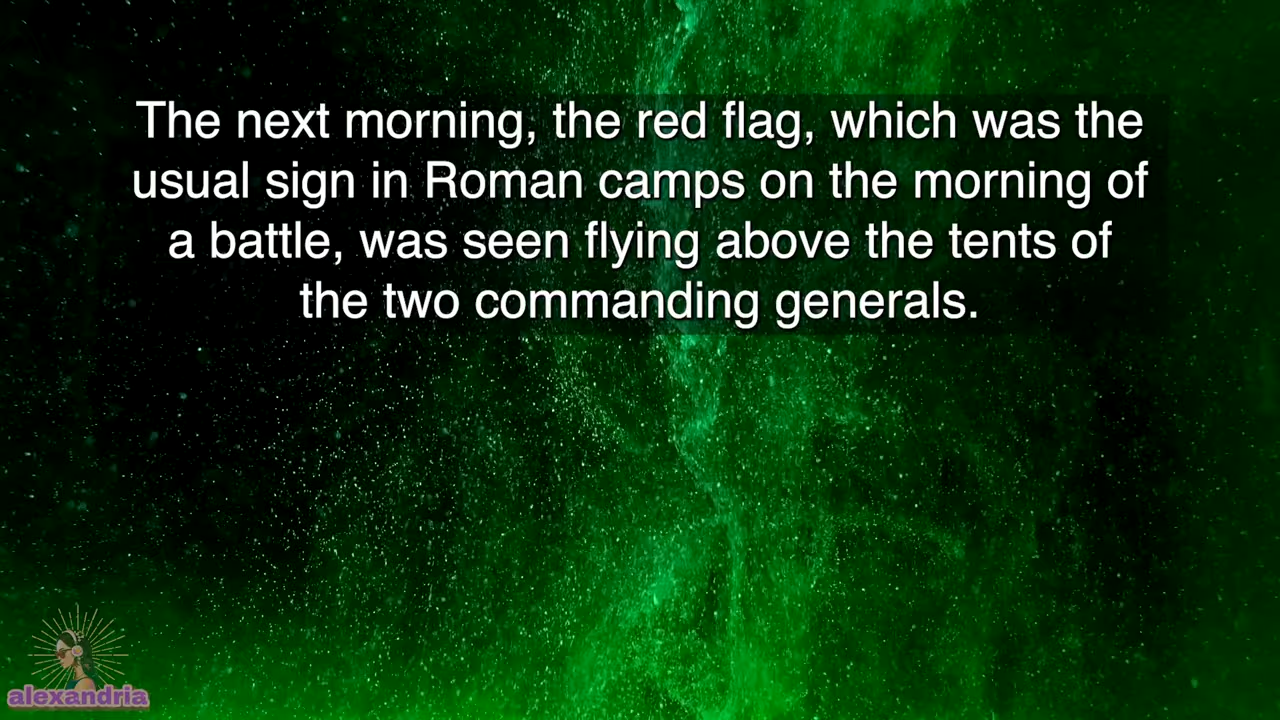 The next morning, the red flag, which was the
usual sign in Roman camps on the morning of
a battle, was seen flying above the tents of
the two commanding generals.
alexandria